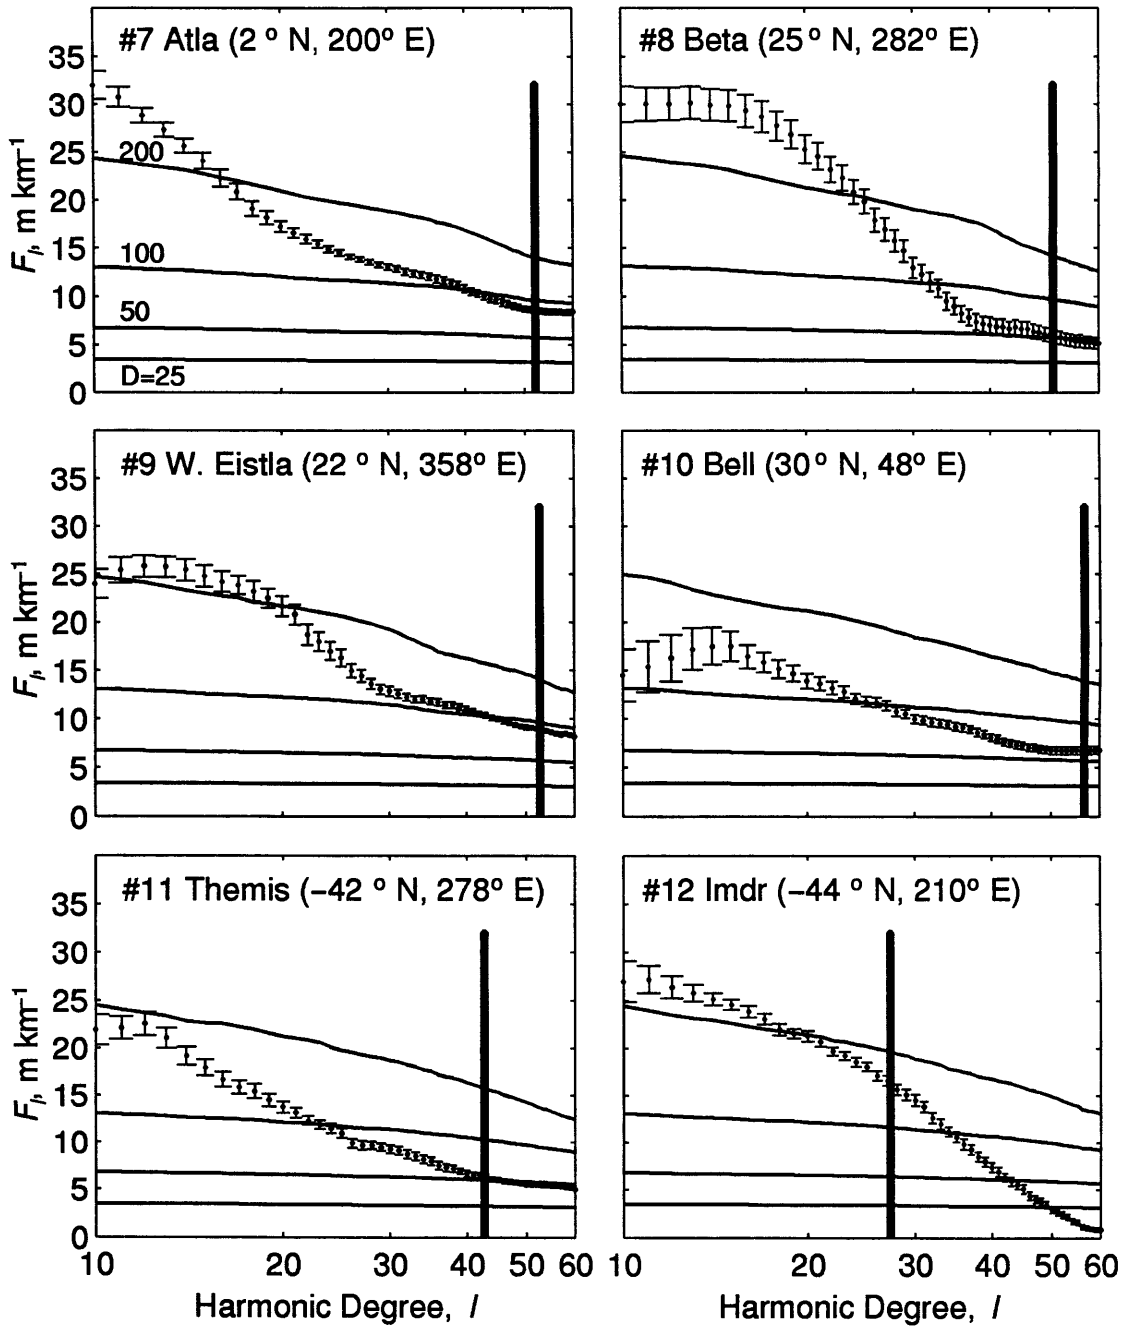 #7 Atla (2° N, 200° E)
#8 Beta (25° N, 282° E)
35
30
25
20
15
10
5
0
F_l, m km⁻¹
200
100
50
D=25
#9 W. Eistla (22° N, 358° E)
#10 Bell (30° N, 48° E)
35
30
25
20
15
10
5
0
F_l, m km⁻¹
#11 Themis (−42° N, 278° E)
#12 Imdr (−44° N, 210° E)
35
30
25
20
15
10
5
0
F_l, m km⁻¹
10 20 30 40 50 60
10 20 30 40 50 60
Harmonic Degree, l
Harmonic Degree, l